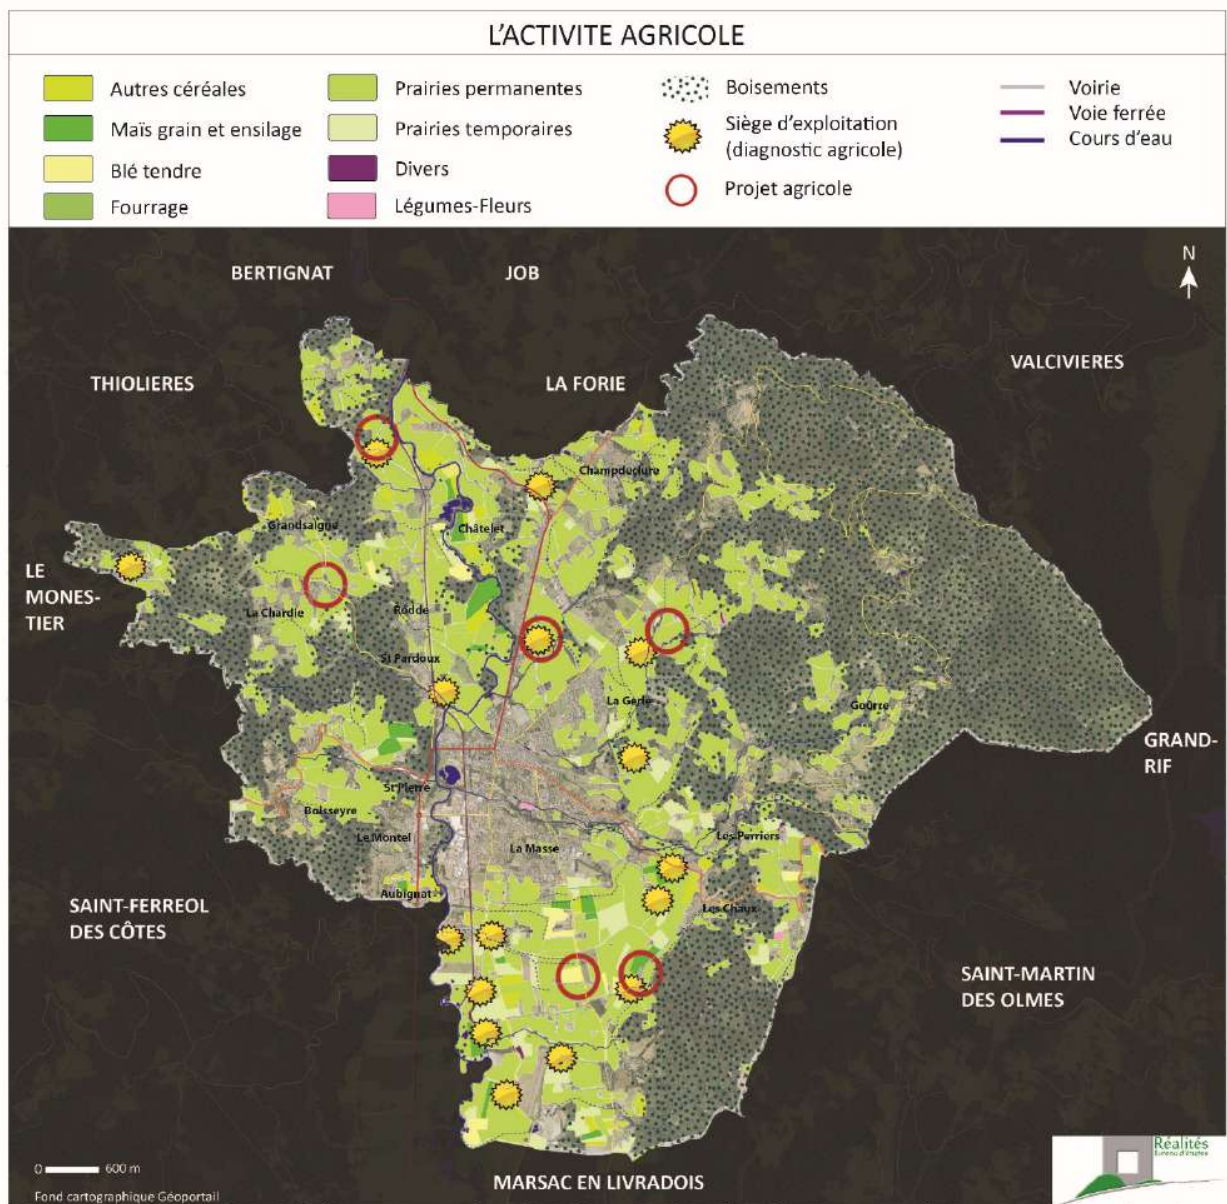 L'ACTIVITE AGRICOLE
Autres céréales
Maïs grain et ensilage
Blé tendre
Fourrage
Prairies permanentes
Prairies temporaires
Divers
Légumes-Fleurs
Boisements
Siège d'exploitation
(diagnostic agricole)
Projet agricole
Voirie
Voie ferrée
Cours d'eau
N
BERTIGNAT
JOB
VALCIVIERES
THIOLIERES
LA FORIE
Champdeclure
Grandsaigne
Châtelet
LE
MONES-
TIER
La Chardie
Rodde
St Pardoux
La Gerle
Gourre
GRAND-
RIF
St Pierre
Boisseyre
Le Montel
La Masse
Les Perriers
Aubignat
Les Chaux
SAINT-FERREOL
DES CÔTES
SAINT-MARTIN
DES OLMES
MARSAC EN LIVRADOIS
0 600 m
Fond cartographique Géoportail
Réalités
Bureau d'études